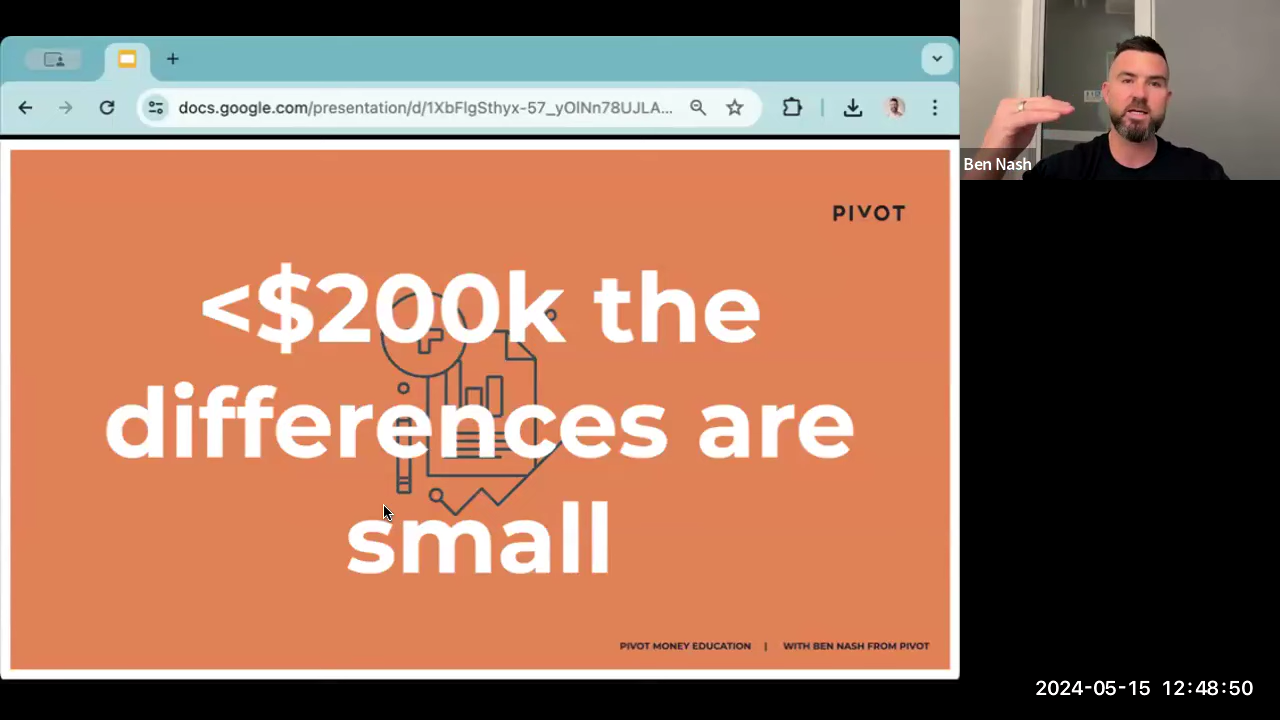 docs.google.com/presentation/d/1XbFIgSthyx-57_yOlNn78UJLA...
Ben Nash
PIVOT
<$200k the
differences are
small
PIVOT MONEY EDUCATION | WITH BEN NASH FROM PIVOT
2024-05-15 12:48:50